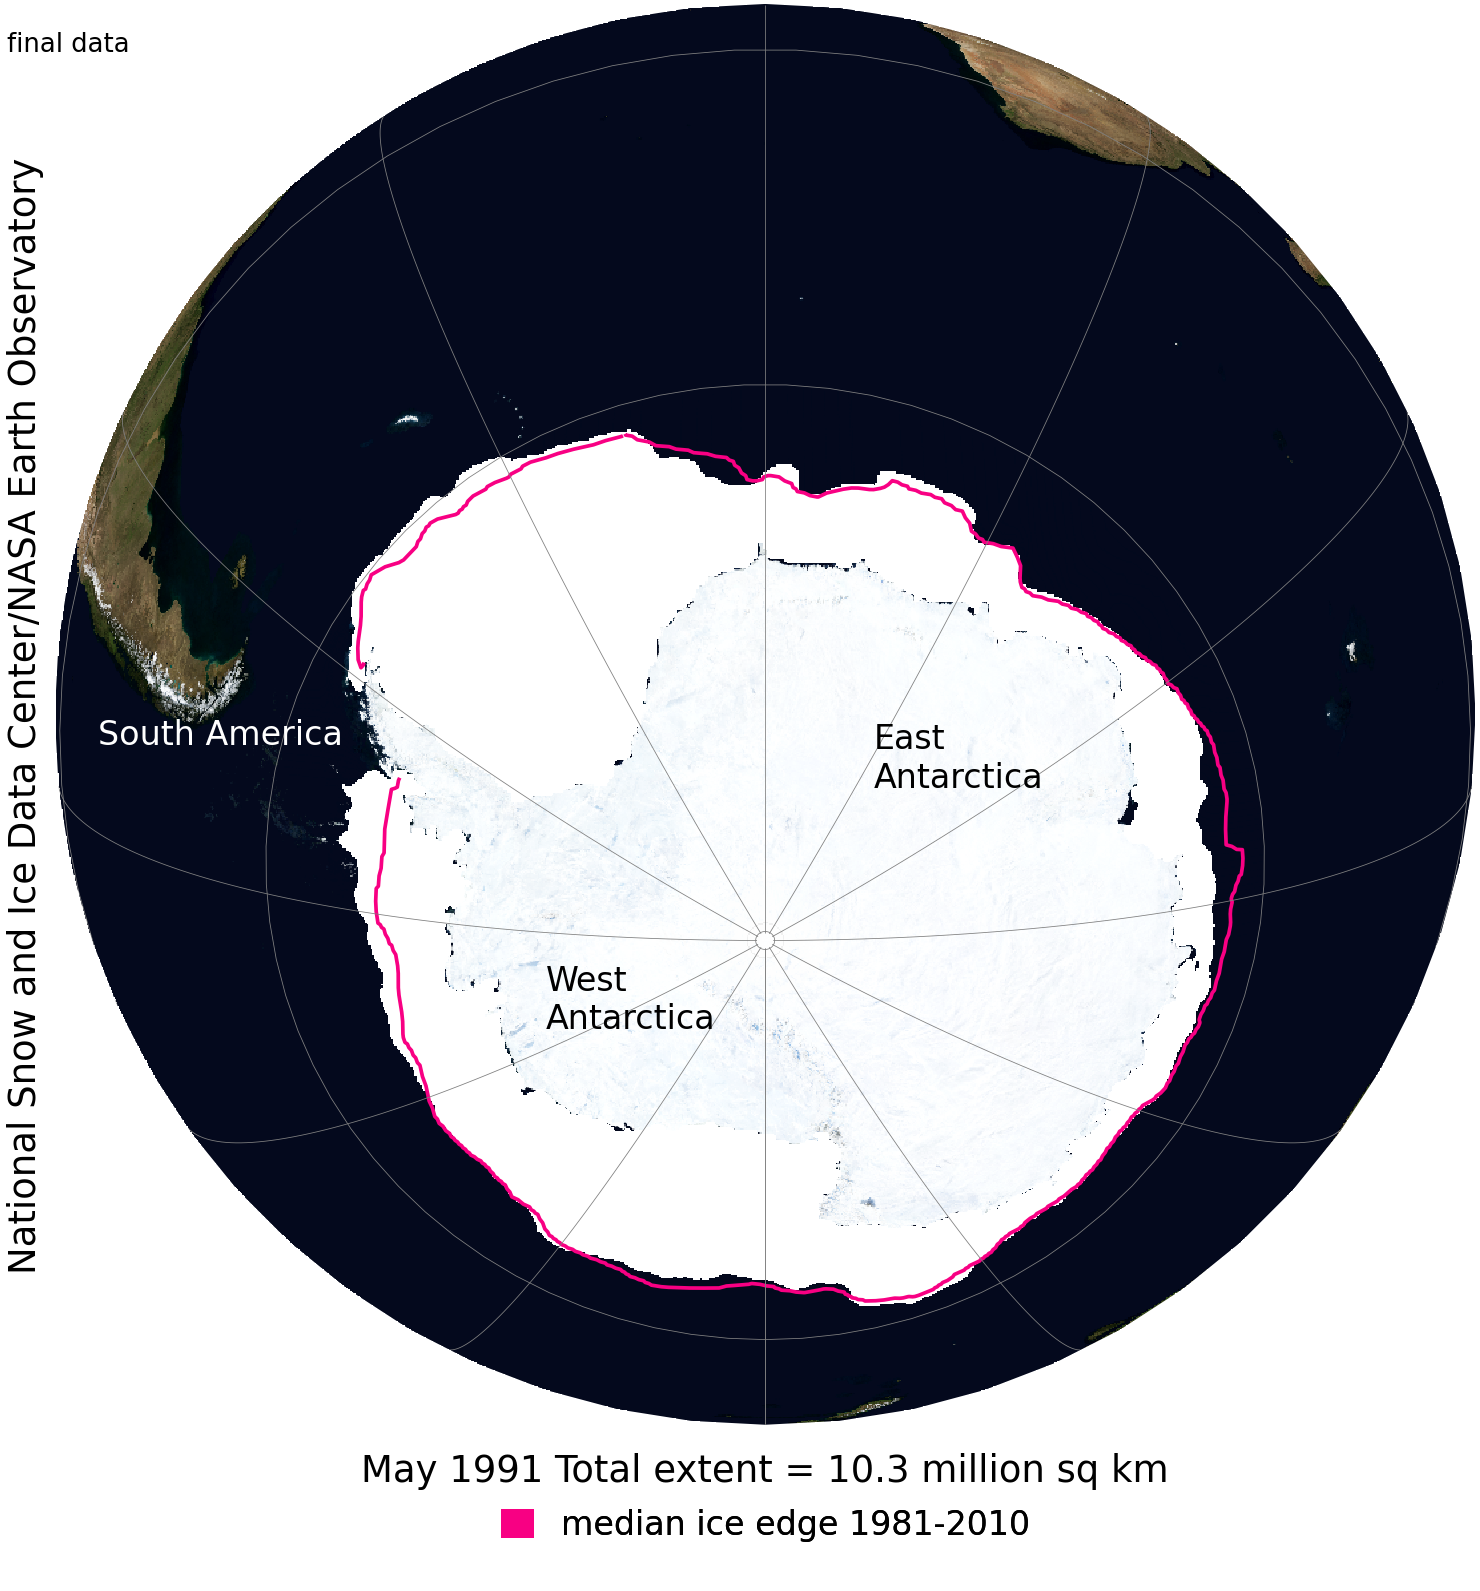 final data
National Snow and Ice Data Center/NASA Earth Observatory
South America
East
Antarctica
West
Antarctica
May 1991 Total extent = 10.3 million sq km
median ice edge 1981-2010